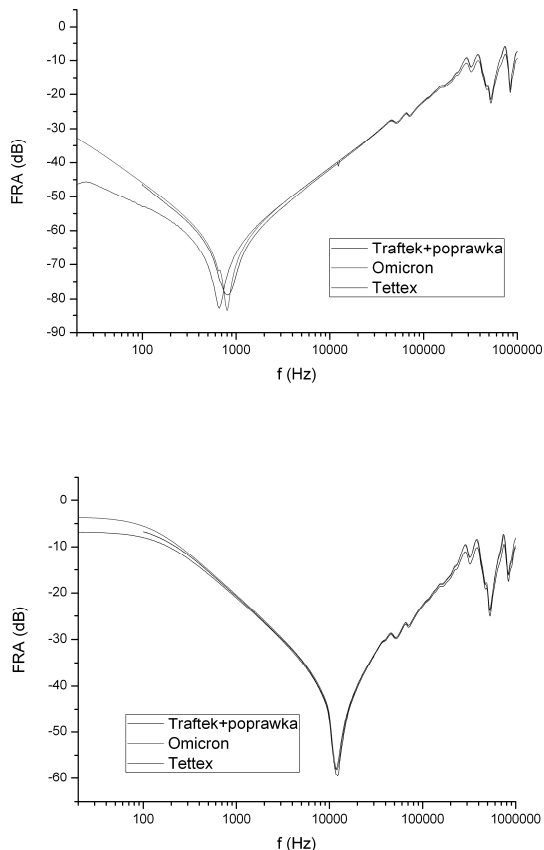 0
-10
-20
-30
-40
-50
-60
-70
-80
-90
FRA (dB)
Traftek+poprawka
Omicron
Tettex
100 1000 10000 100000 1000000
f (Hz)
0
-10
-20
-30
-40
-50
-60
FRA (dB)
Traftek+poprawka
Omicron
Tettex
100 1000 10000 100000 1000000
f (Hz)